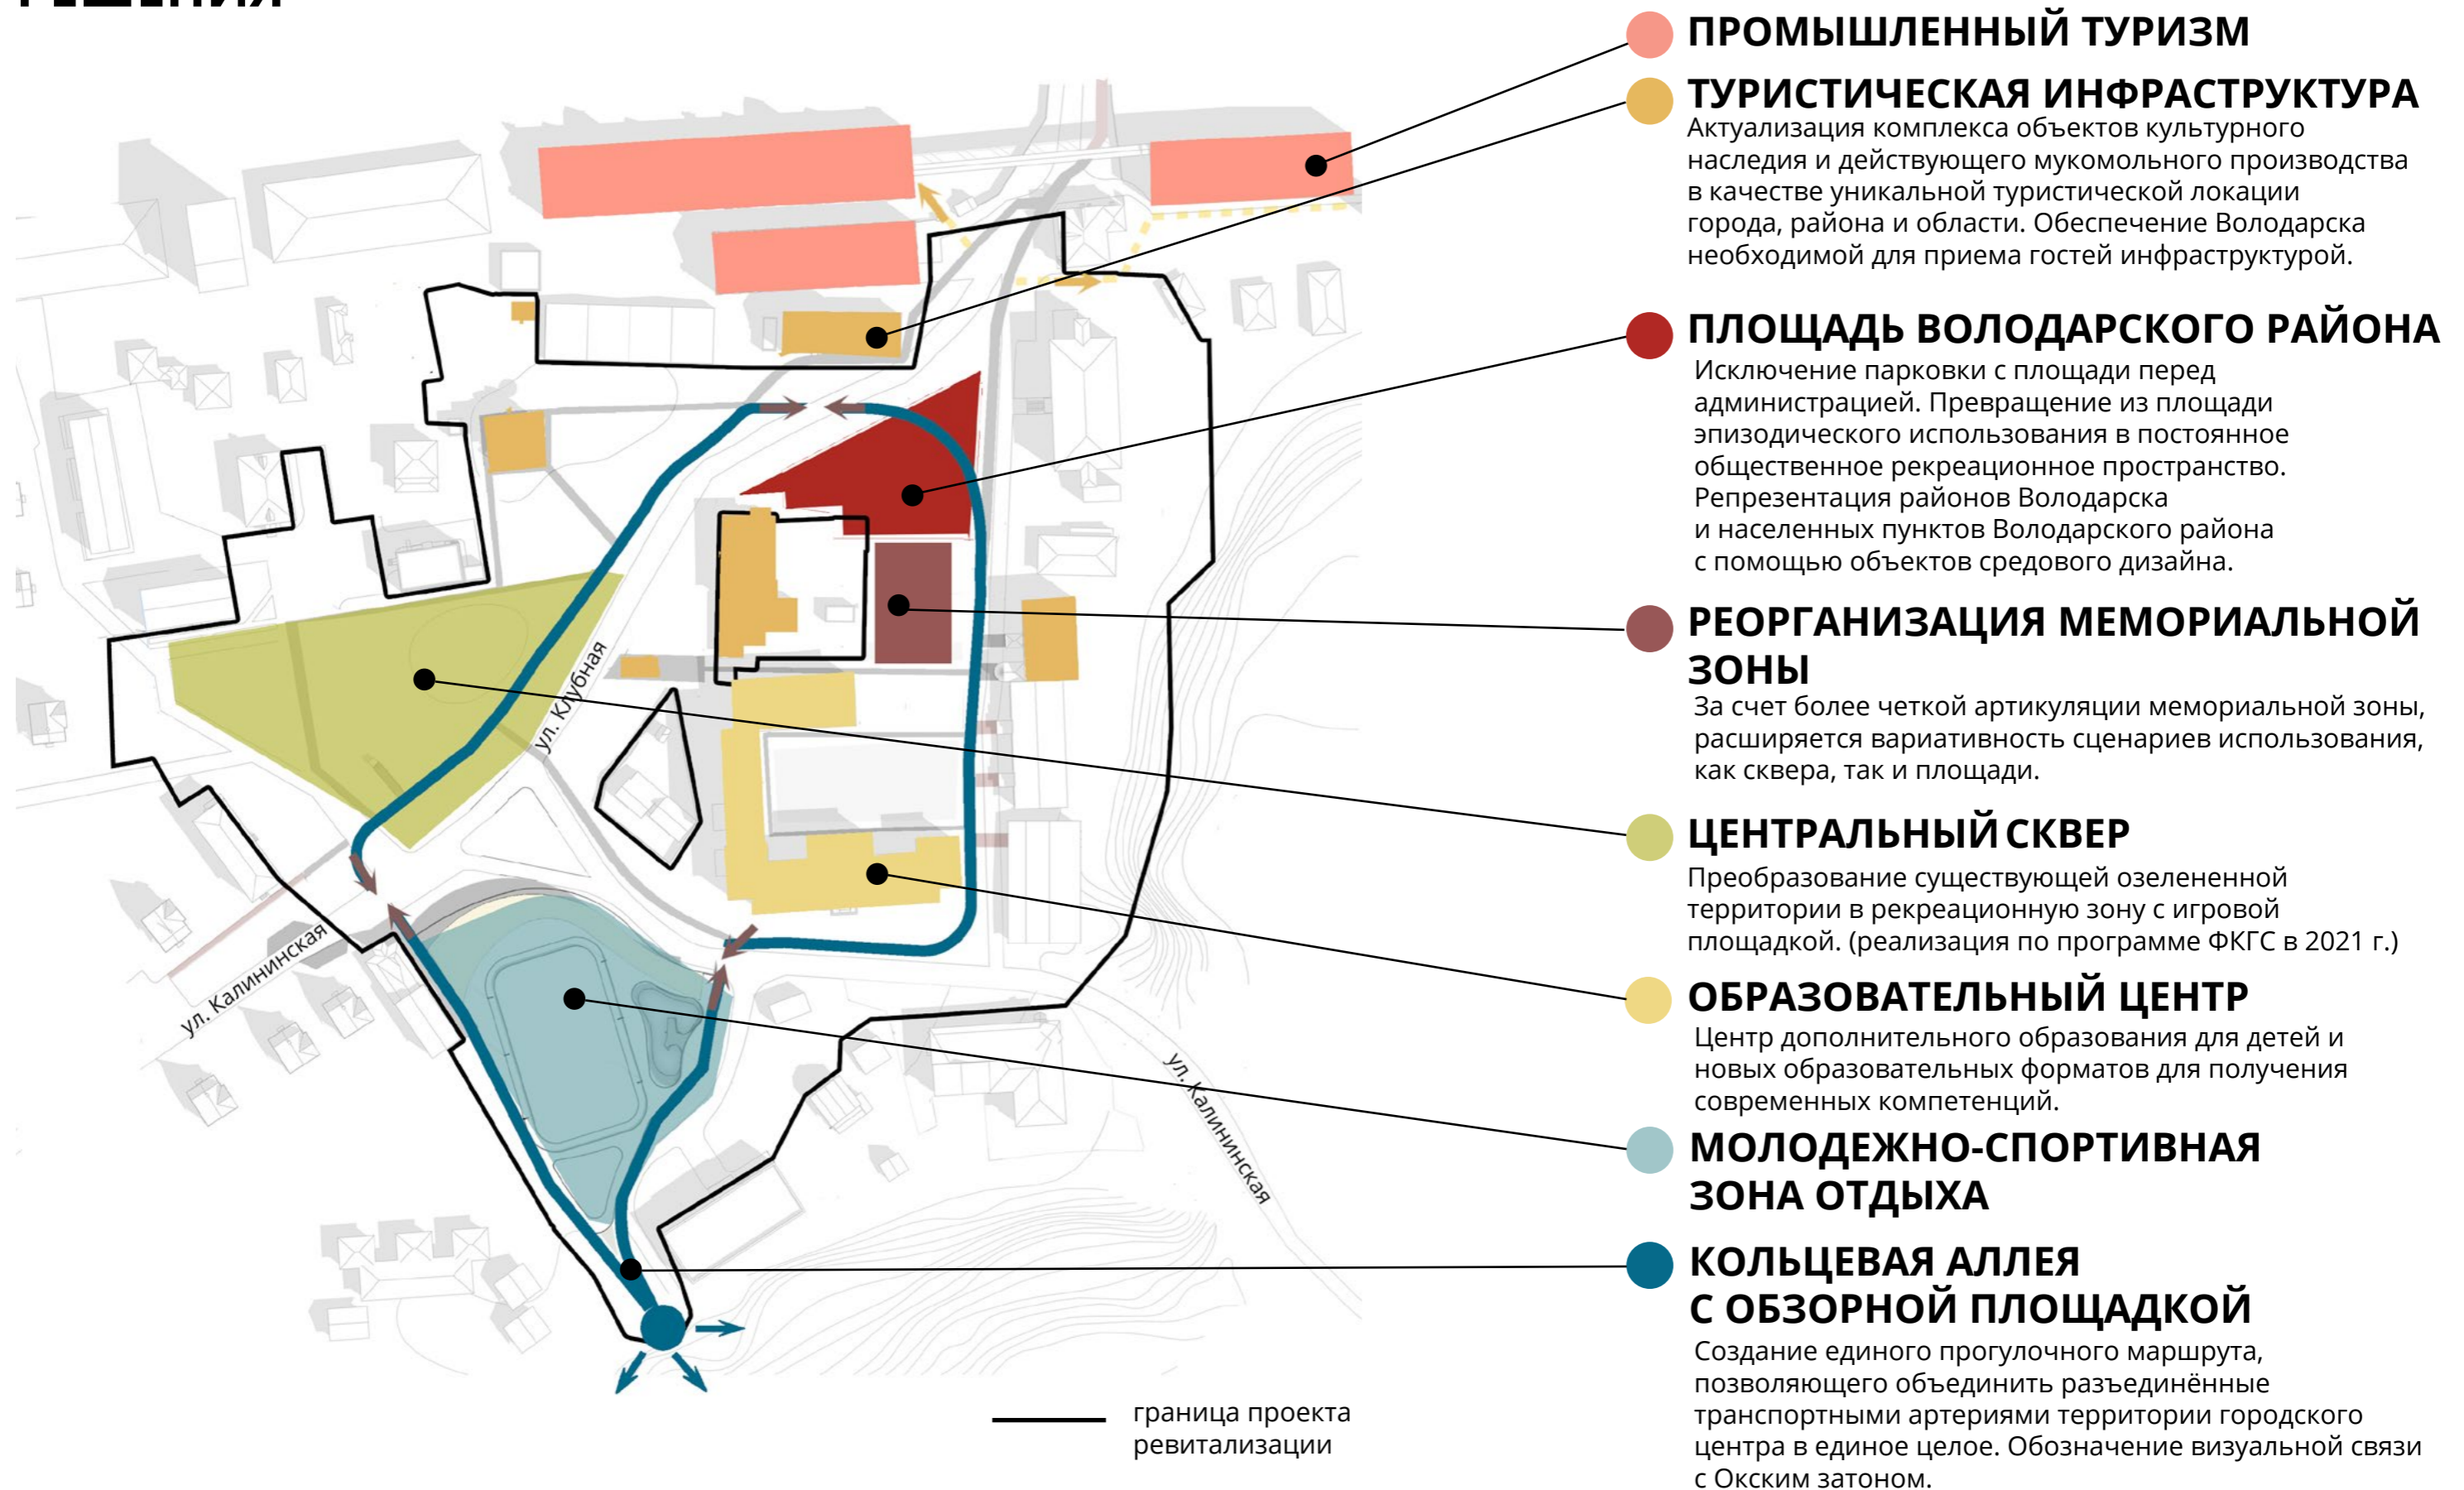 ПРОМЫШЛЕННЫЙ ТУРИЗМ
ТУРИСТИЧЕСКАЯ ИНФРАСТРУКТУРА
Актуализация комплекса объектов культурного
наследия и действующего мукомольного производства
в качестве уникальной туристической локации
города, района и области. Обеспечение Володарска
необходимой для приема гостей инфраструктурой.
ПЛОЩАДЬ ВОЛОДАРСКОГО РАЙОНА
Исключение парковки с площади перед
администрацией. Превращение из площади
эпизодического использования в постоянное
общественное рекреационное пространство.
Репрезентация районов Володарска
и населенных пунктов Володарского района
с помощью объектов средового дизайна.
РЕОРГАНИЗАЦИЯ МЕМОРИАЛЬНОЙ
ЗОНЫ
За счет более четкой артикуляции мемориальной зоны,
расширяется вариативность сценариев использования,
как сквера, так и площади.
ЦЕНТРАЛЬНЫЙ СКВЕР
Преобразование существующей озелененной
территории в рекреационную зону с игровой
площадкой. (реализация по программе ФКГС в 2021 г.)
ОБРАЗОВАТЕЛЬНЫЙ ЦЕНТР
Центр дополнительного образования для детей и
новых образовательных форматов для получения
современных компетенций.
МОЛОДЕЖНО-СПОРТИВНАЯ
ЗОНА ОТДЫХА
КОЛЬЦЕВАЯ АЛЛЕЯ
С ОБЗОРНОЙ ПЛОЩАДКОЙ
Создание единого прогулочного маршрута,
позволяющего объединить разъединённые
транспортными артериями территории городского
центра в единое целое. Обозначение визуальной связи
с Окским затоном.
ул. Клубная
ул. Калининская
ул. Калининская
граница проекта
ревитализации